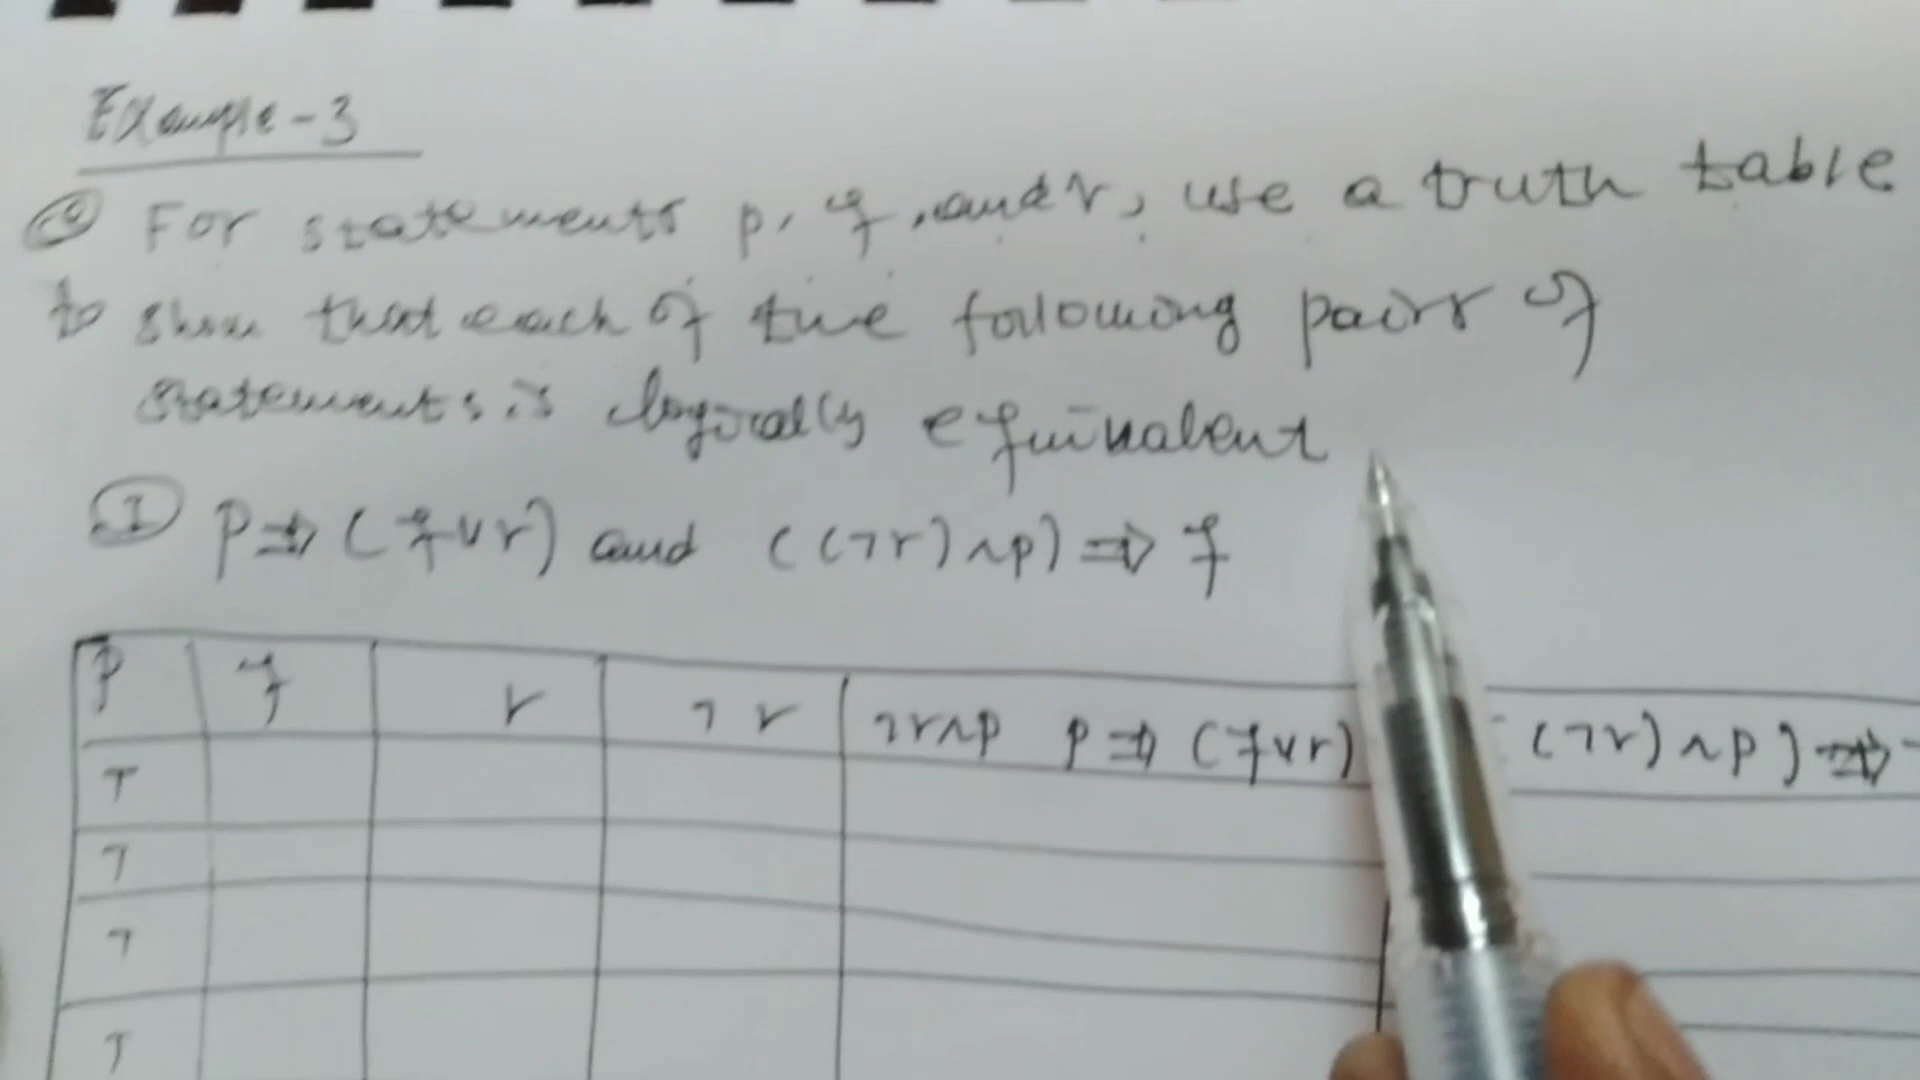 Example-3
Q For statements p, q, and r, use a truth table
to show that each of the following pairs of
statements is logically equivalent
I p⇒(q∨r) and ((¬r)∧p)⇒q
p q r ¬r ¬r∧p p⇒(q∨r) (¬r)∧p)⇒
T
T
T
T